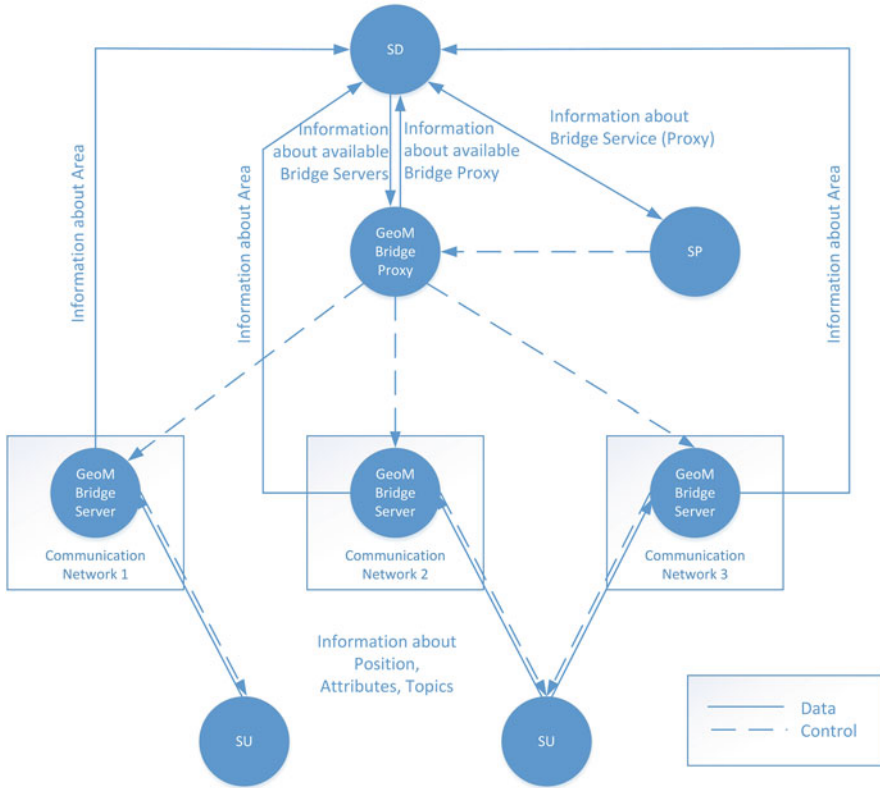 SD
Information
about available
Bridge Servers
Information
about available
Bridge Proxy
Information about
Bridge Service (Proxy)
Information about Area
Information about Area
Information about Area
GeoM
Bridge
Proxy
SP
GeoM
Bridge
Server
Communication
Network 1
GeoM
Bridge
Server
Communication
Network 2
GeoM
Bridge
Server
Communication
Network 3
Information about
Position,
Attributes, Topics
SU
SU
Data
Control